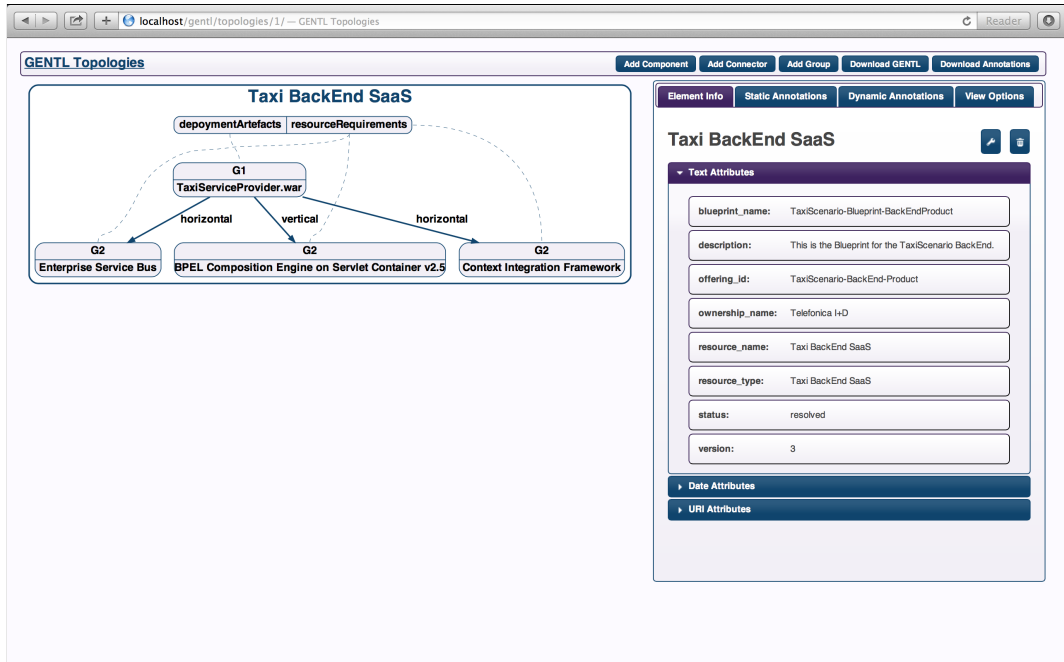 localhost/gentl/topologies/1/ — GENTL Topologies
Reader
GENTL Topologies
Add Component
Add Connector
Add Group
Download GENTL
Download Annotations
Taxi BackEnd SaaS
depoymentArtefacts
resourceRequirements
G1
TaxiServiceProvider.war
horizontal
vertical
horizontal
G2
Enterprise Service Bus
G2
BPEL Composition Engine on Servlet Container v2.5
G2
Context Integration Framework
Element Info
Static Annotations
Dynamic Annotations
View Options
Taxi BackEnd SaaS
Text Attributes
blueprint_name: TaxiScenario-Blueprint-BackEndProduct
description: This is the Blueprint for the TaxiScenario BackEnd.
offering_id: TaxiScenario-BackEnd-Product
ownership_name: Telefonica I+D
resource_name: Taxi BackEnd SaaS
resource_type: Taxi BackEnd SaaS
status: resolved
version: 3
Date Attributes
URI Attributes